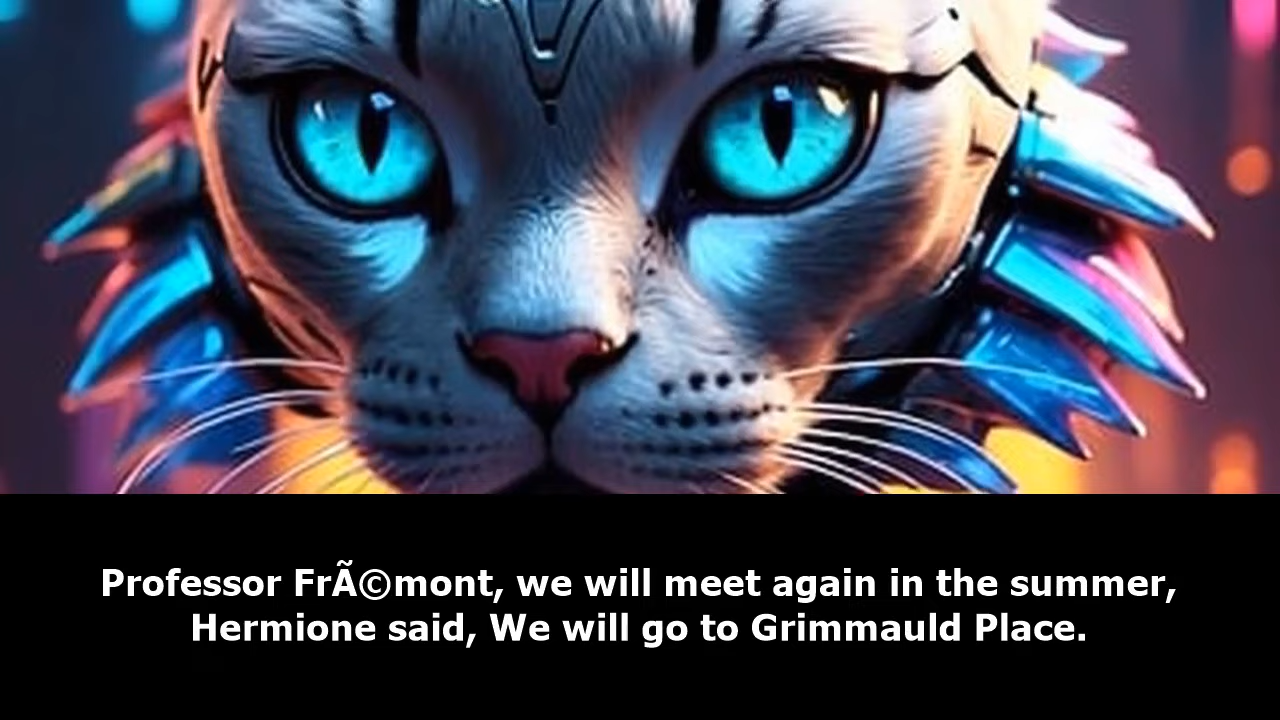 Professor FrÃ©mont, we will meet again in the summer,
Hermione said, We will go to Grimmauld Place.